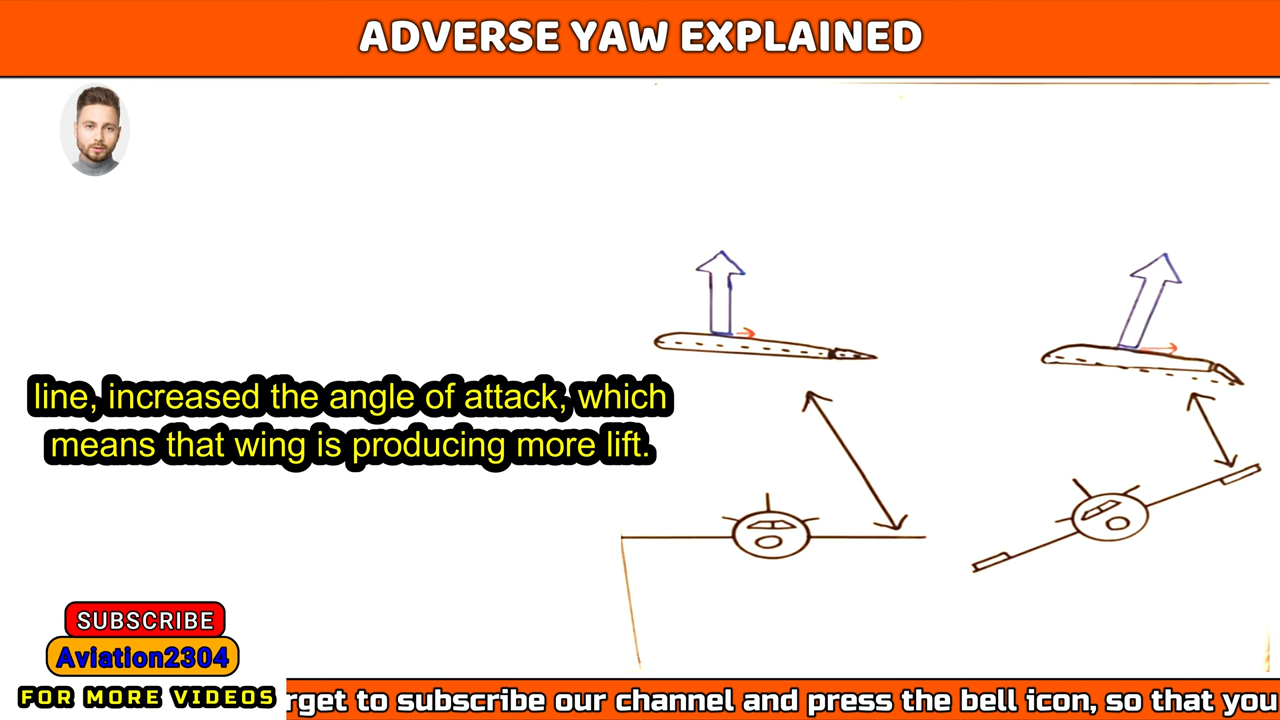 ADVERSE YAW EXPLAINED
line, increased the angle of attack, which
means that wing is producing more lift.
SUBSCRIBE
Aviation2304
FOR MORE VIDEOS
rget to subscribe our channel and press the bell icon, so that you